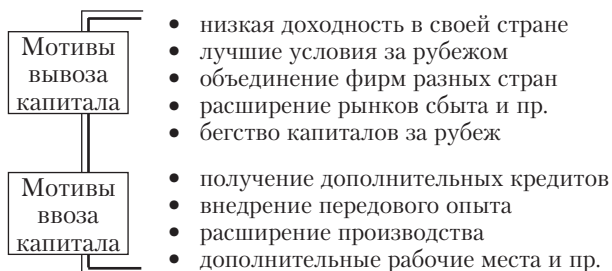 Мотивы
вывоза
капитала
• низкая доходность в своей стране
• лучшие условия за рубежом
• объединение фирм разных стран
• расширение рынков сбыта и пр.
• бегство капиталов за рубеж
Мотивы
ввоза
капитала
• получение дополнительных кредитов
• внедрение передового опыта
• расширение производства
• дополнительные рабочие места и пр.